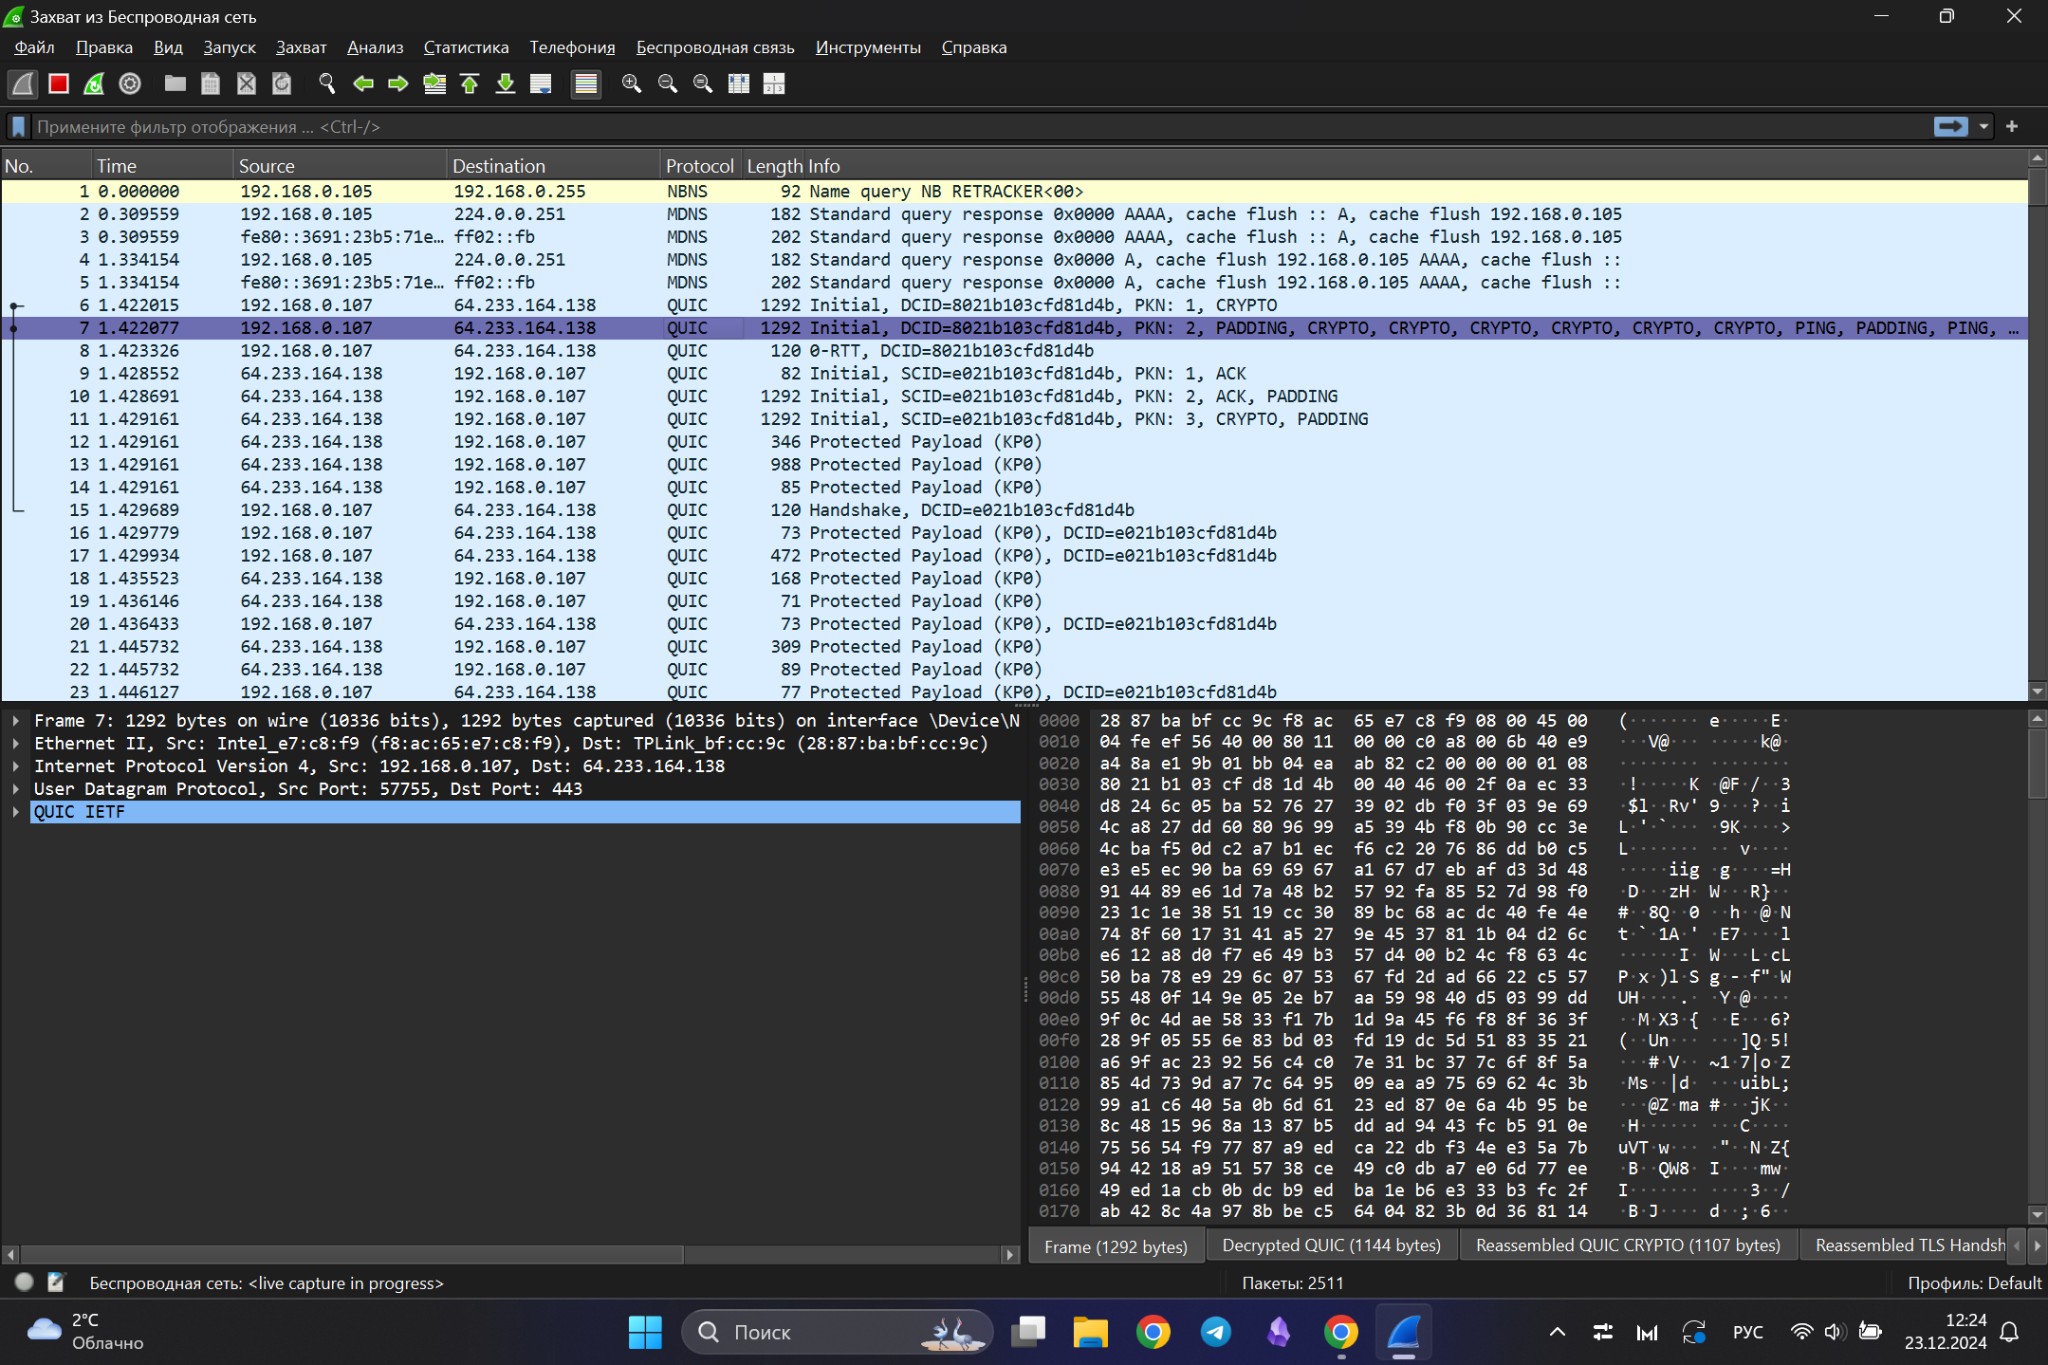 Захват из Беспроводная сеть
Файл Правка Вид Запуск Захват Анализ Статистика Телефония Беспроводная связь Инструменты Справка
Примените фильтр отображения ... <Ctrl-/>
No. Time Source Destination Protocol Length Info
1 0.000000 192.168.0.105 192.168.0.255 NBNS 92 Name query NB RETRACKER<00>
2 0.309559 192.168.0.105 224.0.0.251 MDNS 182 Standard query response 0x0000 AAAA, cache flush :: A, cache flush 192.168.0.105
3 0.309559 fe80::3691:23b5:71e… ff02::fb MDNS 202 Standard query response 0x0000 AAAA, cache flush :: A, cache flush 192.168.0.105
4 1.334154 192.168.0.105 224.0.0.251 MDNS 182 Standard query response 0x0000 A, cache flush 192.168.0.105 AAAA, cache flush ::
5 1.334154 fe80::3691:23b5:71e… ff02::fb MDNS 202 Standard query response 0x0000 A, cache flush 192.168.0.105 AAAA, cache flush ::
6 1.422015 192.168.0.107 64.233.164.138 QUIC 1292 Initial, DCID=8021b103cfd81d4b, PKN: 1, CRYPTO
7 1.422077 192.168.0.107 64.233.164.138 QUIC 1292 Initial, DCID=8021b103cfd81d4b, PKN: 2, PADDING, CRYPTO, CRYPTO, CRYPTO, CRYPTO, CRYPTO, CRYPTO, PING, PADDING, PING, …
8 1.423326 192.168.0.107 64.233.164.138 QUIC 120 0-RTT, DCID=8021b103cfd81d4b
9 1.428552 64.233.164.138 192.168.0.107 QUIC 82 Initial, SCID=e021b103cfd81d4b, PKN: 1, ACK
10 1.428691 64.233.164.138 192.168.0.107 QUIC 1292 Initial, SCID=e021b103cfd81d4b, PKN: 2, ACK, PADDING
11 1.429161 64.233.164.138 192.168.0.107 QUIC 1292 Initial, SCID=e021b103cfd81d4b, PKN: 3, CRYPTO, PADDING
12 1.429161 64.233.164.138 192.168.0.107 QUIC 346 Protected Payload (KP0)
13 1.429161 64.233.164.138 192.168.0.107 QUIC 988 Protected Payload (KP0)
14 1.429161 64.233.164.138 192.168.0.107 QUIC 85 Protected Payload (KP0)
15 1.429689 192.168.0.107 64.233.164.138 QUIC 120 Handshake, DCID=e021b103cfd81d4b
16 1.429779 192.168.0.107 64.233.164.138 QUIC 73 Protected Payload (KP0), DCID=e021b103cfd81d4b
17 1.429934 192.168.0.107 64.233.164.138 QUIC 472 Protected Payload (KP0), DCID=e021b103cfd81d4b
18 1.435523 64.233.164.138 192.168.0.107 QUIC 168 Protected Payload (KP0)
19 1.436146 64.233.164.138 192.168.0.107 QUIC 71 Protected Payload (KP0)
20 1.436433 192.168.0.107 64.233.164.138 QUIC 73 Protected Payload (KP0), DCID=e021b103cfd81d4b
21 1.445732 64.233.164.138 192.168.0.107 QUIC 309 Protected Payload (KP0)
22 1.445732 64.233.164.138 192.168.0.107 QUIC 89 Protected Payload (KP0)
23 1.446127 192.168.0.107 64.233.164.138 QUIC 77 Protected Payload (KP0), DCID=e021b103cfd81d4b
Frame 7: 1292 bytes on wire (10336 bits), 1292 bytes captured (10336 bits) on interface \Device\N
Ethernet II, Src: Intel_e7:c8:f9 (f8:ac:65:e7:c8:f9), Dst: TPLink_bf:cc:9c (28:87:ba:bf:cc:9c)
Internet Protocol Version 4, Src: 192.168.0.107, Dst: 64.233.164.138
User Datagram Protocol, Src Port: 57755, Dst Port: 443
QUIC IETF
0000 28 87 ba bf cc 9c f8 ac 65 e7 c8 f9 08 00 45 00 (······· e·····E·
0010 04 fe ef 56 40 00 80 11 00 00 c0 a8 00 6b 40 e9 ···V@··· ·····k@·
0020 a4 8a e1 9b 01 bb 04 ea ab 82 c2 00 00 00 01 08 ········ ········
0030 80 21 b1 03 cf d8 1d 4b 00 40 46 00 2f 0a ec 33 ·!·····K ·@F·/··3
0040 d8 24 6c 05 ba 52 76 27 39 02 db f0 3f 03 9e 69 ·$l··Rv' 9···?··i
0050 4c a8 27 dd 60 80 96 99 a5 39 4b f8 0b 90 cc 3e L·'·`··· ·9K····>
0060 4c ba f5 0d c2 a7 b1 ec f6 c2 20 76 86 dd b0 c5 L······· ·· v····
0070 e3 e5 ec 90 ba 69 69 67 a1 67 d7 eb af d3 3d 48 ·····iig ·g····=H
0080 91 44 89 e6 1d 7a 48 b2 57 92 fa 85 52 7d 98 f0 ·D···zH· W···R}··
0090 23 1c 1e 38 51 19 cc 30 89 bc 68 ac dc 40 fe 4e #··8Q··0 ··h··@·N
00a0 74 8f 60 17 31 41 a5 27 9e 45 37 81 1b 04 d2 6c t·`·1A·' ·E7····l
00b0 e6 12 a8 d0 f7 e6 49 b3 57 d4 00 b2 4c f8 63 4c ······I· W···L·cL
00c0 50 ba 78 e9 29 6c 07 53 67 fd 2d ad 66 22 c5 57 P·x·)l·S g·-·f"·W
00d0 55 48 0f 14 9e 05 2e b7 aa 59 98 40 d5 03 99 dd UH····.· ·Y·@····
00e0 9f 0c 4d ae 58 33 f1 7b 1d 9a 45 f6 f8 8f 36 3f ··M·X3·{ ··E···6?
00f0 28 9f 05 55 6e 83 bd 03 fd 19 dc 5d 51 83 35 21 (··Un··· ···]Q·5!
0100 a6 9f ac 23 92 56 c4 c0 7e 31 bc 37 7c 6f 8f 5a ···#·V·· ~1·7|o·Z
0110 85 4d 73 9d a7 7c 64 95 09 ea a9 75 69 62 4c 3b ·Ms··|d· ···uibL;
0120 99 a1 c6 40 5a 0b 6d 61 23 ed 87 0e 6a 4b 95 be ···@Z·ma #···jK··
0130 8c 48 15 96 8a 13 87 b5 dd ad 94 43 fc b5 91 0e ·H······ ···C····
0140 75 56 54 f9 77 87 a9 ed ca 22 db f3 4e e3 5a 7b uVT·w··· ·"··N·Z{
0150 94 42 18 a9 51 57 38 ce 49 c0 db a7 e0 6d 77 ee ·B··QW8· I····mw·
0160 49 ed 1a cb 0b dc b9 ed ba 1e b6 e3 33 b3 fc 2f I······· ····3··/
0170 ab 42 8c 4a 97 8b be c5 64 04 82 3b 0d 36 81 14 ·B·J···· d··;·6··
Frame (1292 bytes) Decrypted QUIC (1144 bytes) Reassembled QUIC CRYPTO (1107 bytes) Reassembled TLS Handsh
Беспроводная сеть: <live capture in progress> Пакеты: 2511 Профиль: Default
2°C
Облачно
Поиск
РУС
12:24
23.12.2024